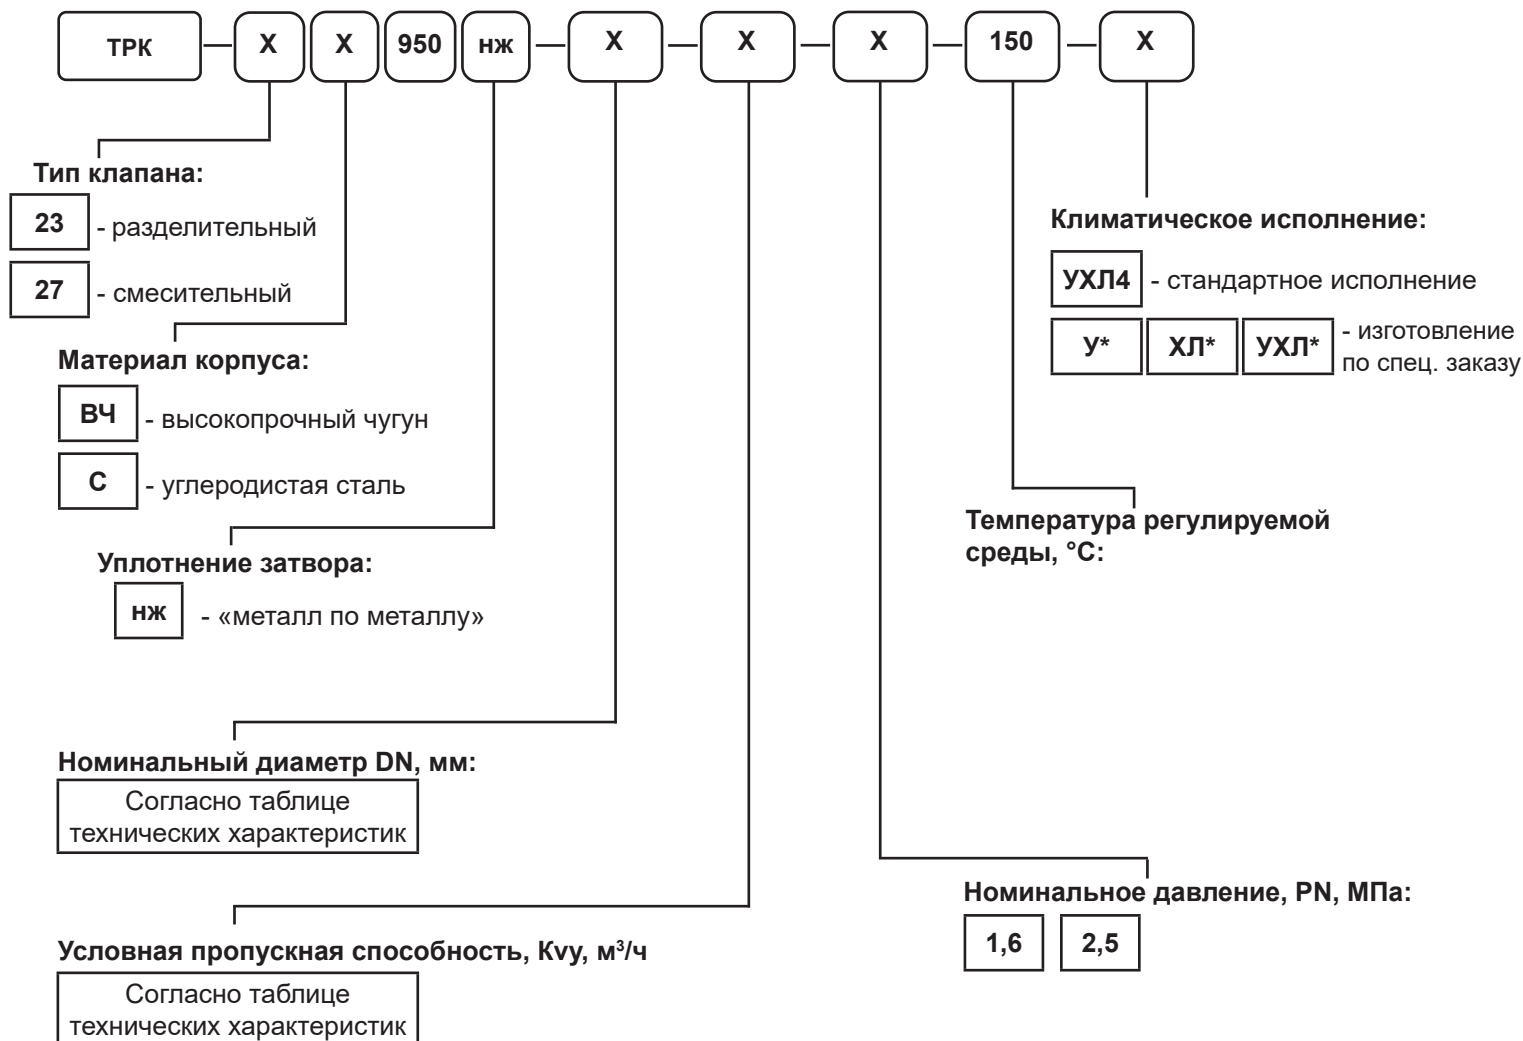 ТРК – X X 950 нж – X – X – X – 150 – X
Тип клапана:
23 - разделительный
27 - смесительный
Материал корпуса:
ВЧ - высокопрочный чугун
С - углеродистая сталь
Уплотнение затвора:
нж - «металл по металлу»
Номинальный диаметр DN, мм:
Согласно таблице
технических характеристик
Условная пропускная способность, Kvy, м³/ч
Согласно таблице
технических характеристик
Климатическое исполнение:
УХЛ4 - стандартное исполнение
У* ХЛ* УХЛ* - изготовление
по спец. заказу
Температура регулируемой
среды, °С:
Номинальное давление, PN, МПа:
1,6 2,5